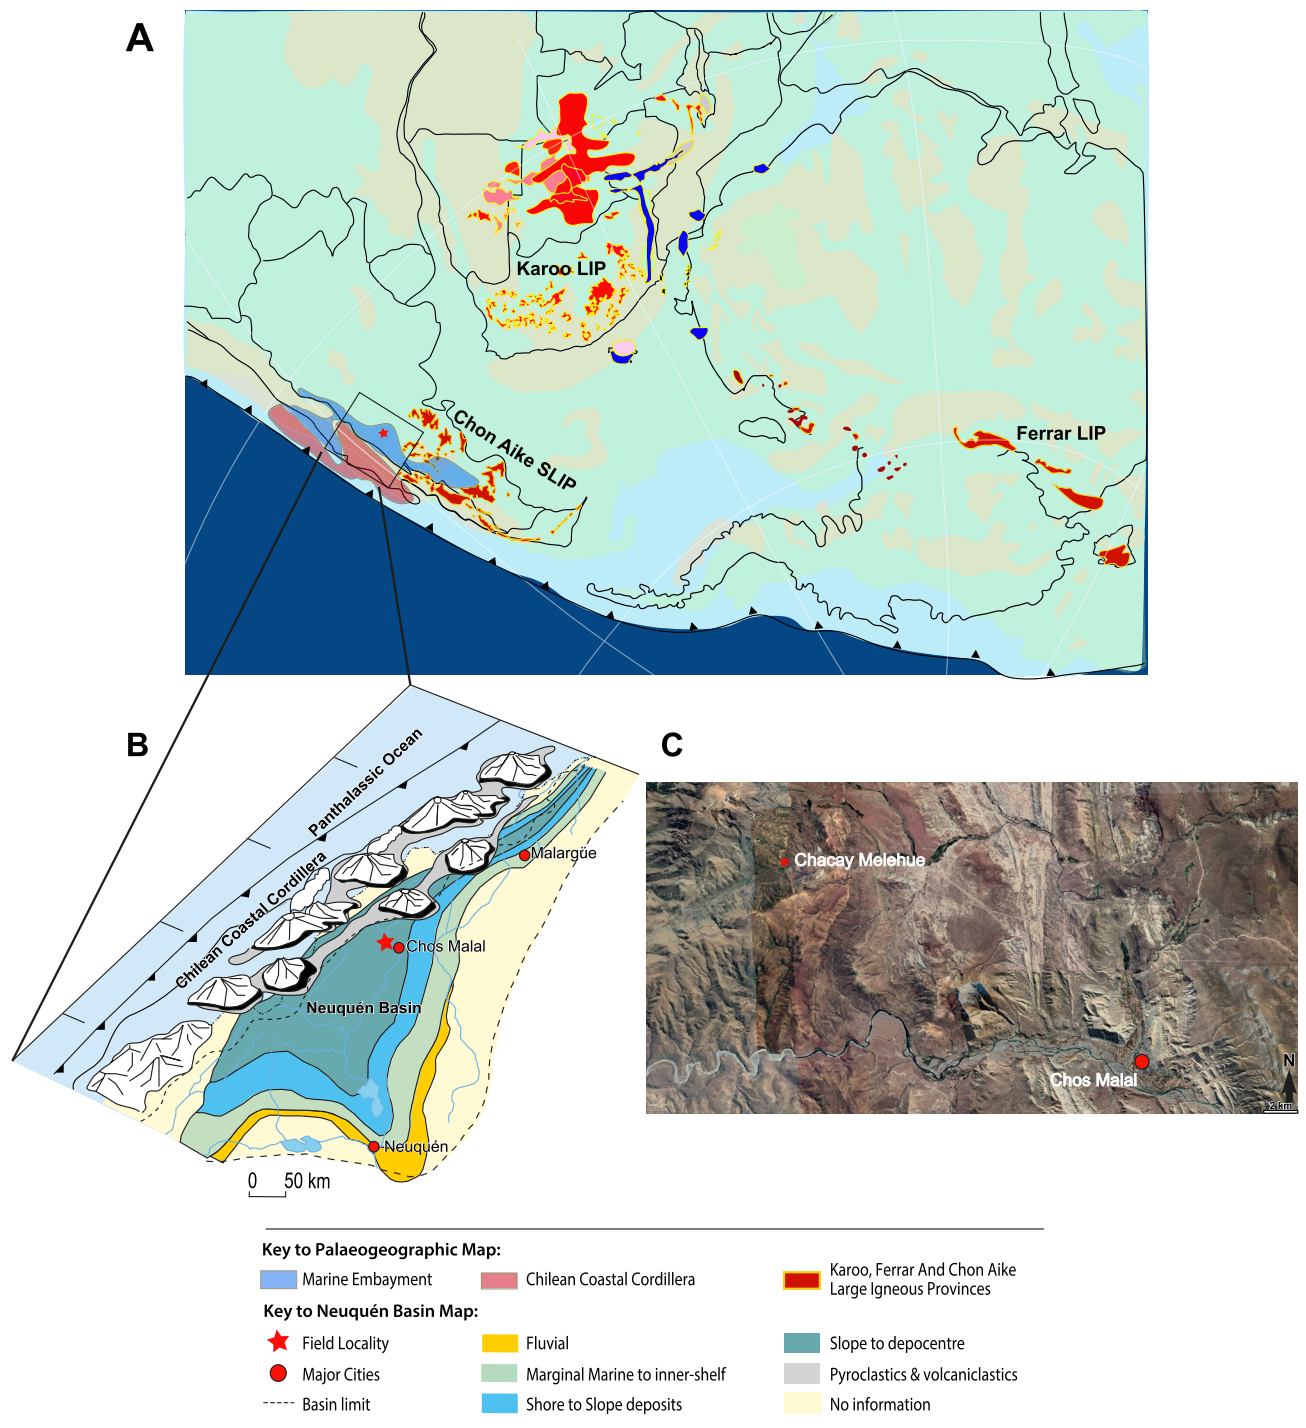 A
Karoo LIP
Chon Aike SLIP
Ferrar LIP
B
Panthalassic Ocean
Chilean Coastal Cordillera
Malargüe
Chos Malal
Neuquén Basin
Neuquén
0 50 km
C
Chacay Melehue
Chos Malal
N
2 km
Key to Palaeogeographic Map:
Marine Embayment
Chilean Coastal Cordillera
Karoo, Ferrar And Chon Aike
Large Igneous Provinces
Key to Neuquén Basin Map:
Field Locality
Fluvial
Slope to depocentre
Major Cities
Marginal Marine to inner-shelf
Pyroclastics & volcaniclastics
Basin limit
Shore to Slope deposits
No information